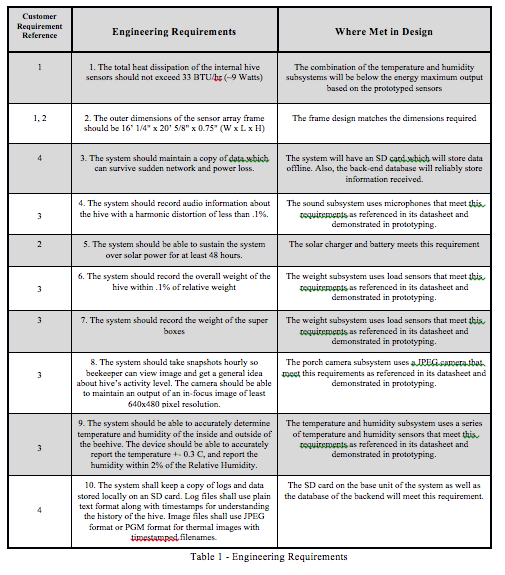 Customer
Requirement
Reference
Engineering Requirements
Where Met in Design
1
1. The total heat dissipation of the internal hive
sensors should not exceed 33 BTU/hr (~9 Watts)
The combination of the temperature and humidity
subsystems will be below the energy maximum output
based on the prototyped sensors
1, 2
2. The outer dimensions of the sensor array frame
should be 16' 1/4" x 20' 5/8" x 0.75" (W x L x H)
The frame design matches the dimensions required
4
3. The system should maintain a copy of data which
can survive sudden network and power loss.
The system will have an SD card which will store data
offline. Also, the back-end database will reliably store
information received.
3
4. The system should record audio information about
the hive with a harmonic distortion of less than .1%.
The sound subsystem uses microphones that meet this
requirements as referenced in its datasheet and
demonstrated in prototyping.
2
5. The system should be able to sustain the system
over solar power for at least 48 hours.
The solar charger and battery meets this requirement
3
6. The system should record the overall weight of the
hive within .1% of relative weight
The weight subsystem uses load sensors that meet this
requirements as referenced in its datasheet and
demonstrated in prototyping.
3
7. The system should record the weight of the super
boxes
The weight subsystem uses load sensors that meet this
requirements as referenced in its datasheet and
demonstrated in prototyping.
3
8. The system should take snapshots hourly so
beekeeper can view image and get a general idea
about hive's activity level. The camera should be able
to maintain an output of an in-focus image of least
640x480 pixel resolution.
The porch camera subsystem uses a JPEG camera that
meet this requirements as referenced in its datasheet and
demonstrated in prototyping.
3
9. The system should be able to accurately determine
temperature and humidity of the inside and outside of
the beehive. The device should be able to accurately
report the temperature +- 0.3 C, and report the
humidity within 2% of the Relative Humidity.
The temperature and humidity subsystem uses a series
of temperature and humidity sensors that meet this
requirements as referenced in its datasheet and
demonstrated in prototyping.
4
10. The system shall keep a copy of logs and data
stored locally on an SD card. Log files shall use plain
text format along with timestamps for understanding
the history of the hive. Image files shall use JPEG
format or PGM format for thermal images with
timestamped filenames.
The SD card on the base unit of the system as well as
the database of the backend will meet this requirement.
Table 1 - Engineering Requirements